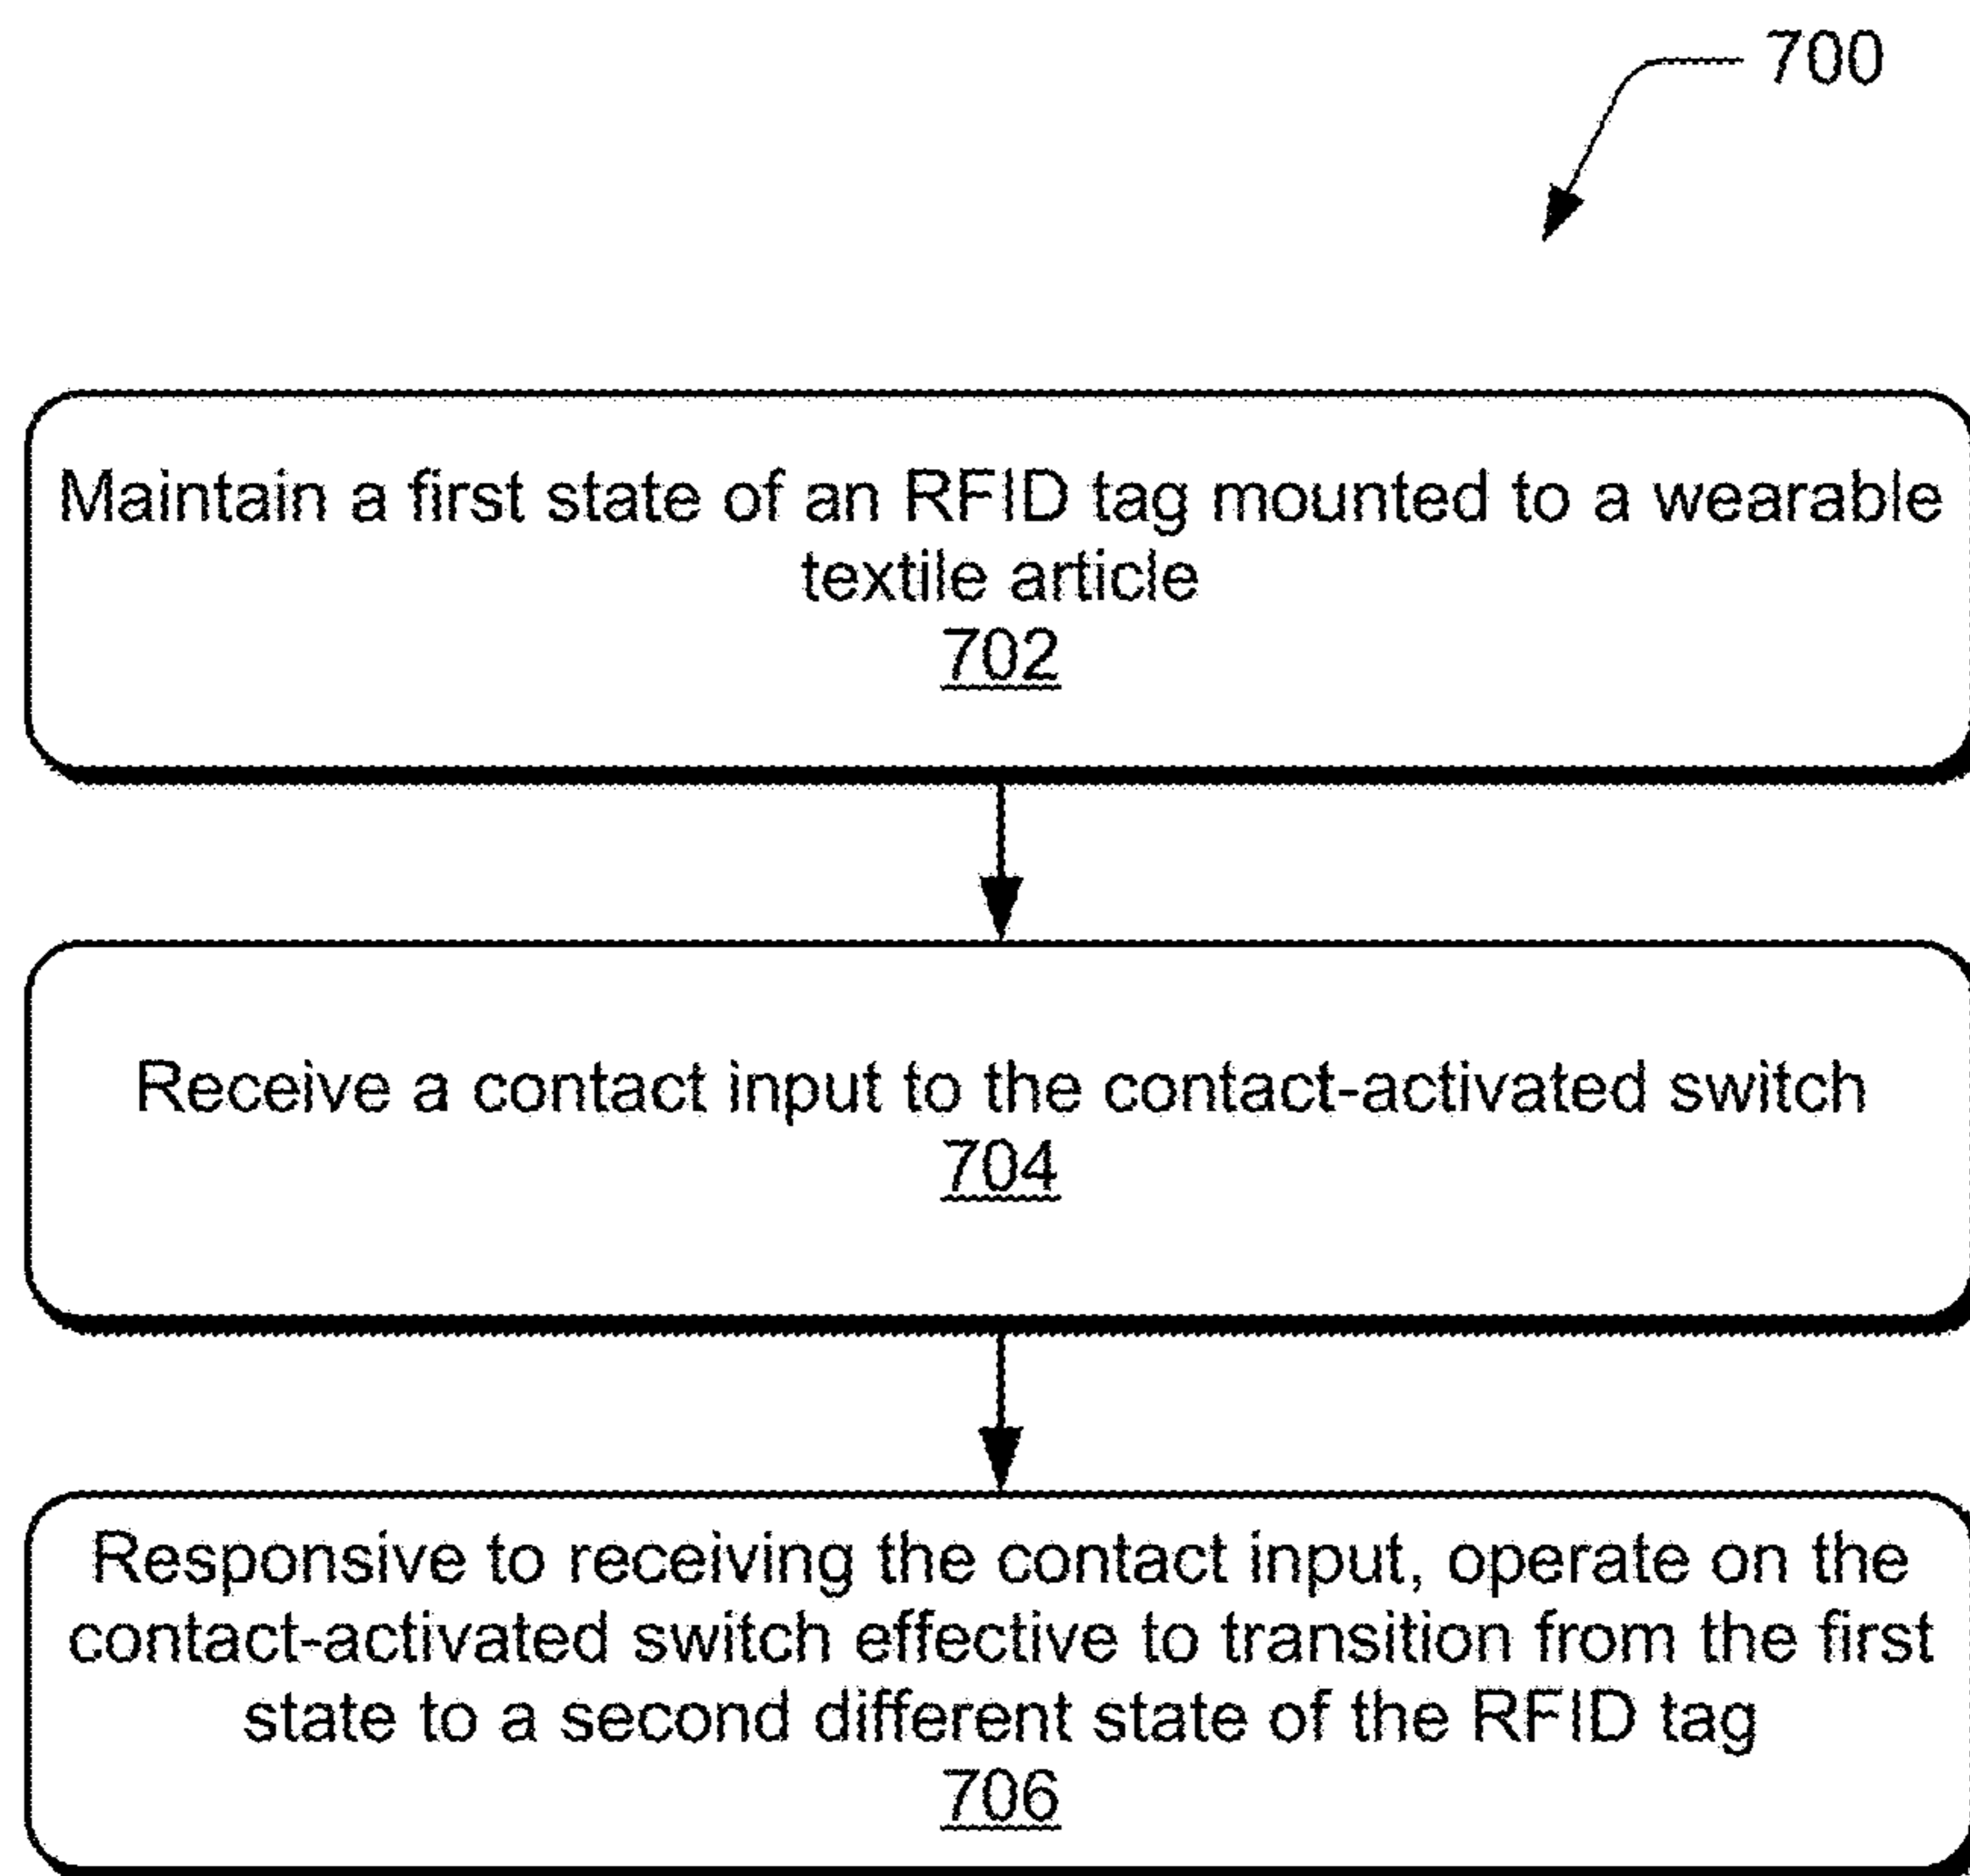 700
Maintain a first state of an RFID tag mounted to a wearable
textile article
702
Receive a contact input to the contact-activated switch
704
Responsive to receiving the contact input, operate on the
contact-activated switch effective to transition from the first
state to a second different state of the RFID tag
706